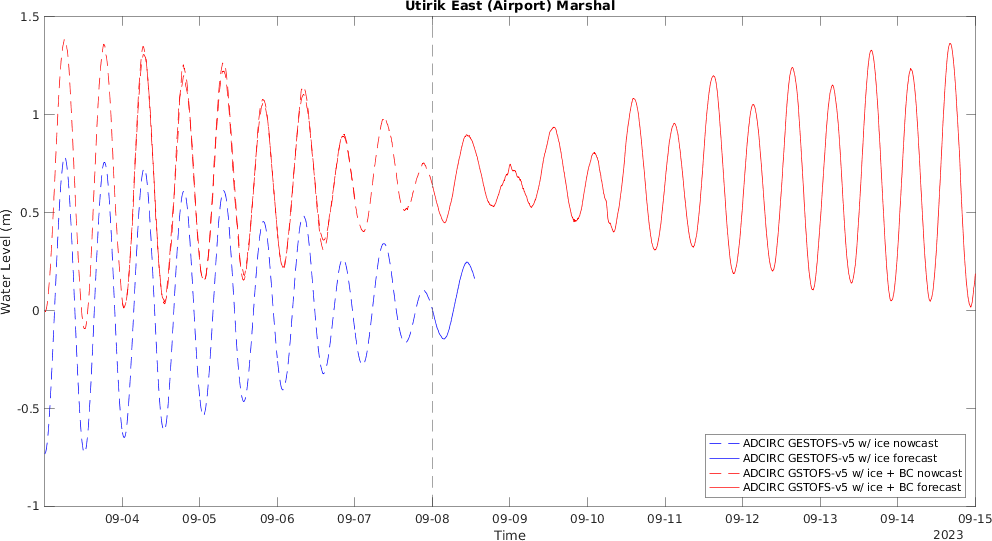 Utirik East (Airport) Marshal
1.5
1
0.5
0
-0.5
-1
Water Level (m)
09-04
09-05
09-06
09-07
09-08
09-09
09-10
09-11
09-12
09-13
09-14
09-15
Time
2023
ADCIRC GESTOFS-v5 w/ ice nowcast
ADCIRC GESTOFS-v5 w/ ice forecast
ADCIRC GSTOFS-v5 w/ ice + BC nowcast
ADCIRC GSTOFS-v5 w/ ice + BC forecast